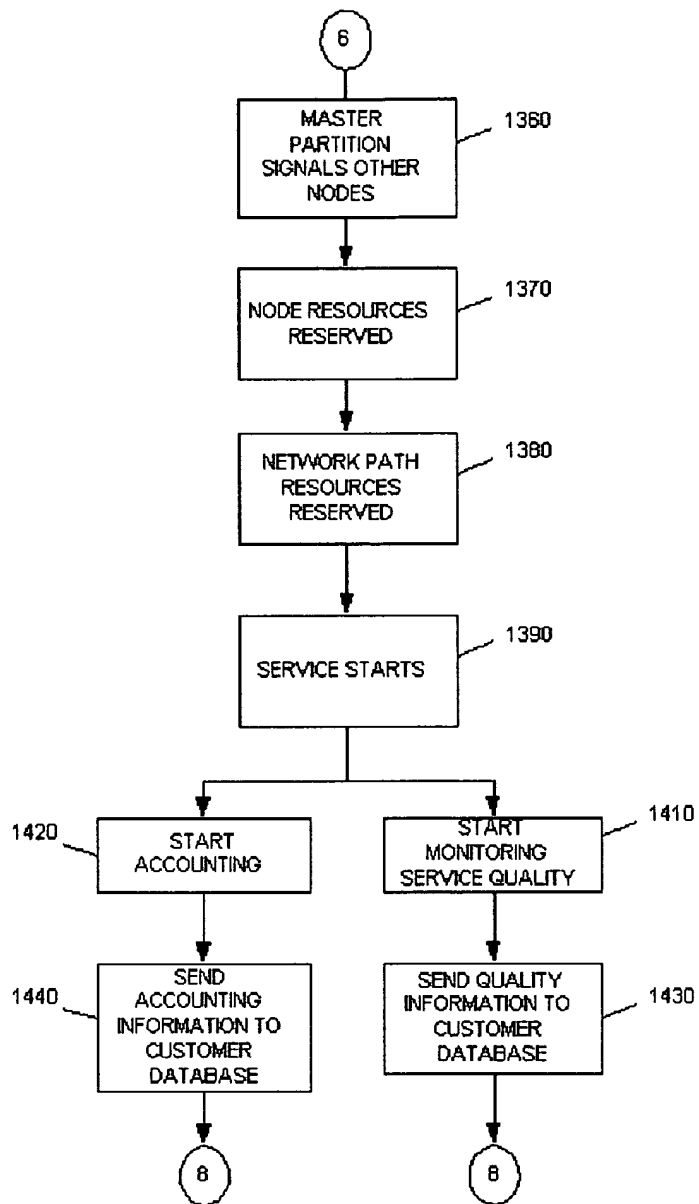 6
MASTER
PARTITION
SIGNALS OTHER
NODES
1360
NODE RESOURCES
RESERVED
1370
NETWORK PATH
RESOURCES
RESERVED
1380
SERVICE STARTS
1390
1420
START
ACCOUNTING
START
MONITORING
SERVICE QUALITY
1410
1440
SEND
ACCOUNTING
INFORMATION TO
CUSTOMER
DATABASE
SEND QUALITY
INFORMATION TO
CUSTOMER
DATABASE
1430
8
8